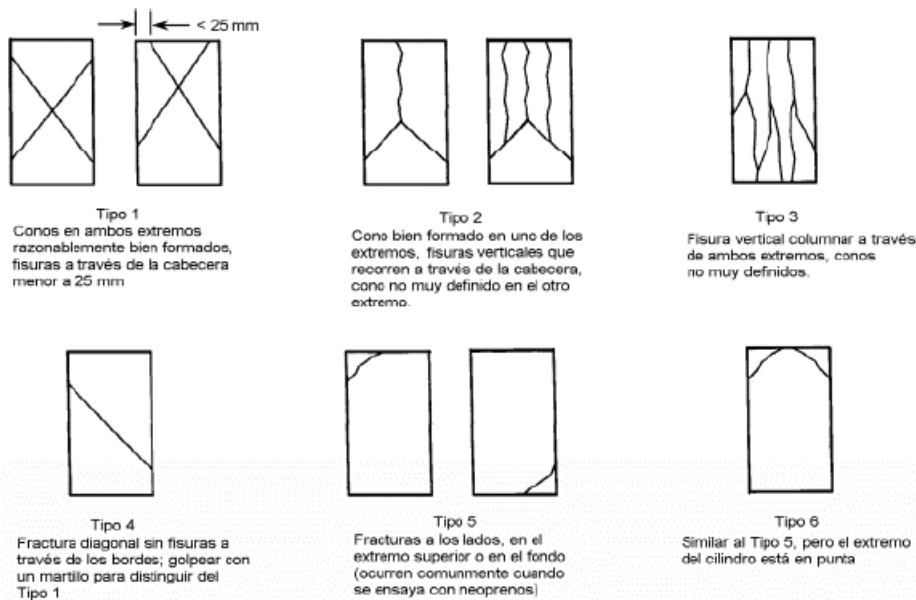 < 25 mm
Tipo 1
Conos en ambos extremos
razonablemente bien formados,
fisuras a través de la cabecera
menor a 25 mm
Tipo 2
Cono bien formado en uno de los
extremos, fisuras verticales que
recorren a través de la cabecera,
cono no muy definido en el otro
extremo.
Tipo 3
Fisura vertical columnar a través
de ambos extremos, conos
no muy definidos.
Tipo 4
Fractura diagonal sin fisuras a
través de los bordes; golpear con
un martillo para distinguir del
Tipo 1
Tipo 5
Fracturas a los lados, en el
extremo superior o en el fondo
(ocurren comunmente cuando
se ensaya con neoprenos)
Tipo 6
Similar al Tipo 5, pero el extremo
del cilindro está en punta